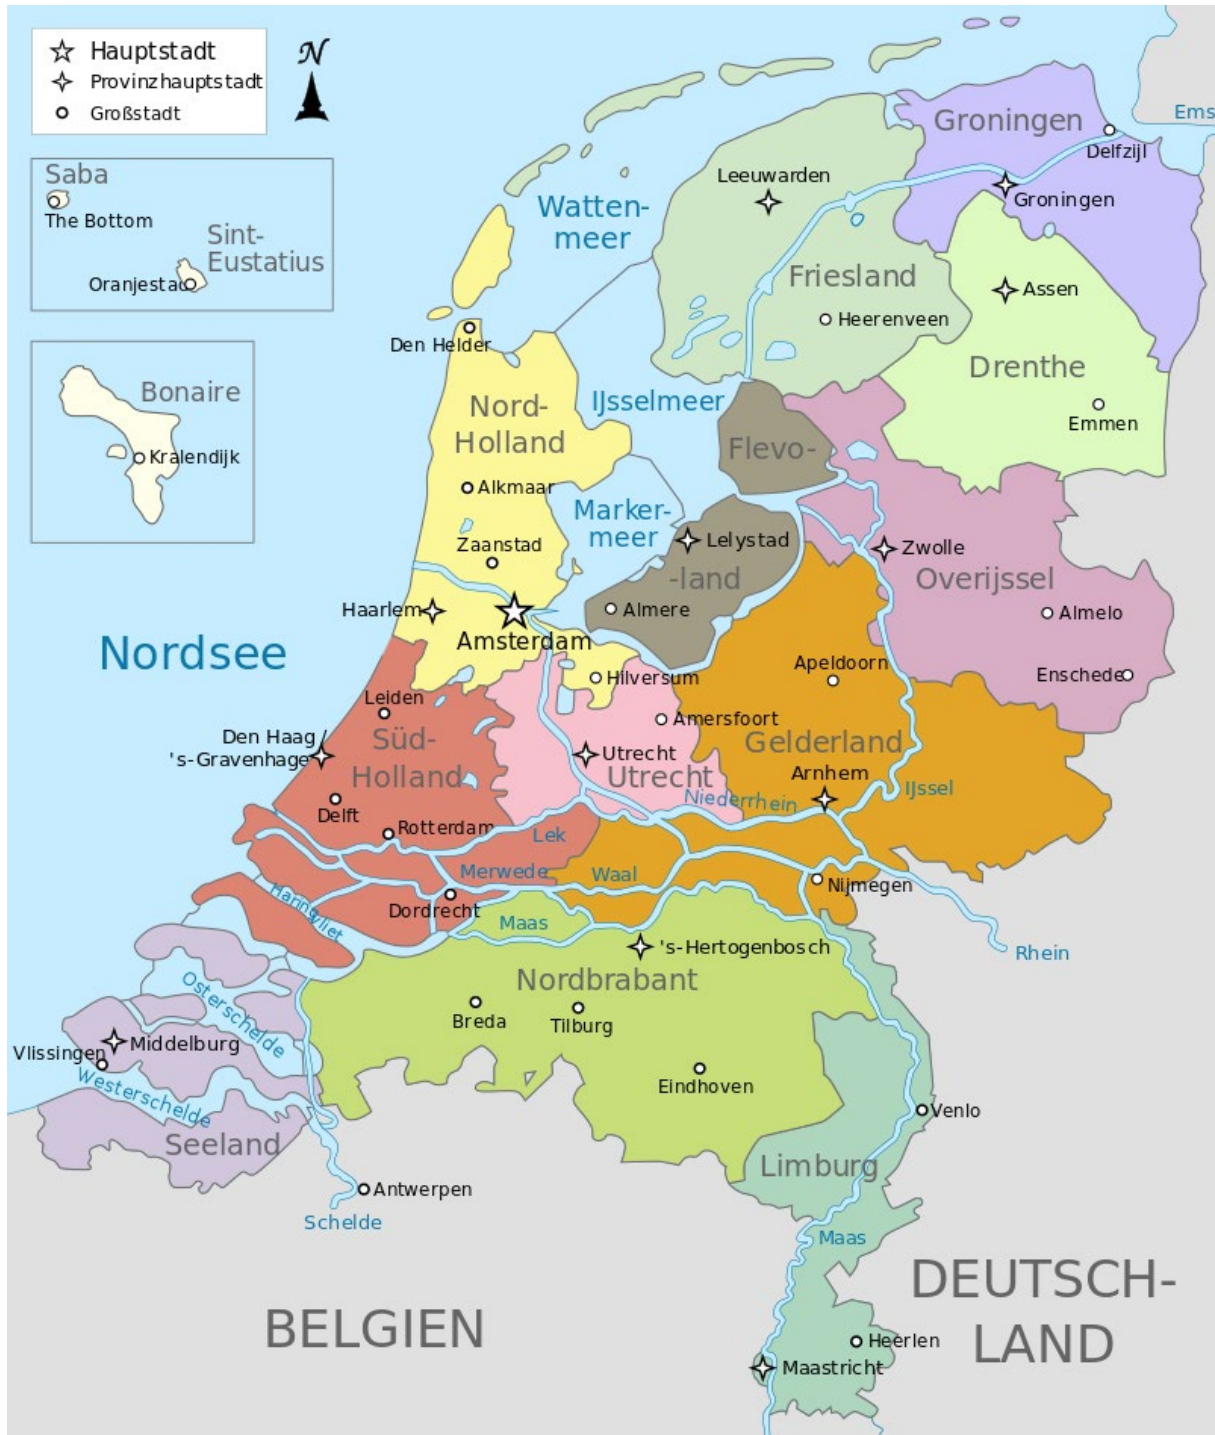 Hauptstadt
Provinzhauptstadt
Großstadt
N
Saba
The Bottom
Sint-
Eustatius
Oranjestad
Bonaire
Kralendijk
Groningen
Ems
Delfzijl
Leeuwarden
Groningen
Watten-
meer
Friesland
Assen
Heerenveen
Den Helder
Drenthe
IJsselmeer
Nord-
Holland
Emmen
Flevo-
Alkmaar
Marker-
meer
Zaanstad
Lelystad
Zwolle
-land
Overijssel
Haarlem
Almere
Almelo
Amsterdam
Nordsee
Apeldoorn
Hilversum
Enschede
Leiden
Amersfoort
Den Haag /
's-Gravenhage
Süd-
Holland
Gelderland
Utrecht
Utrecht
Arnhem
IJssel
Niederrhein
Delft
Rotterdam
Lek
Merwede
Waal
Nijmegen
Haringvliet
Dordrecht
Maas
's-Hertogenbosch
Rhein
Nordbrabant
Osterschelde
Breda
Tilburg
Middelburg
Vlissingen
Westerschelde
Eindhoven
Venlo
Seeland
Limburg
Antwerpen
Schelde
Maas
DEUTSCH-
LAND
BELGIEN
Heerlen
Maastricht